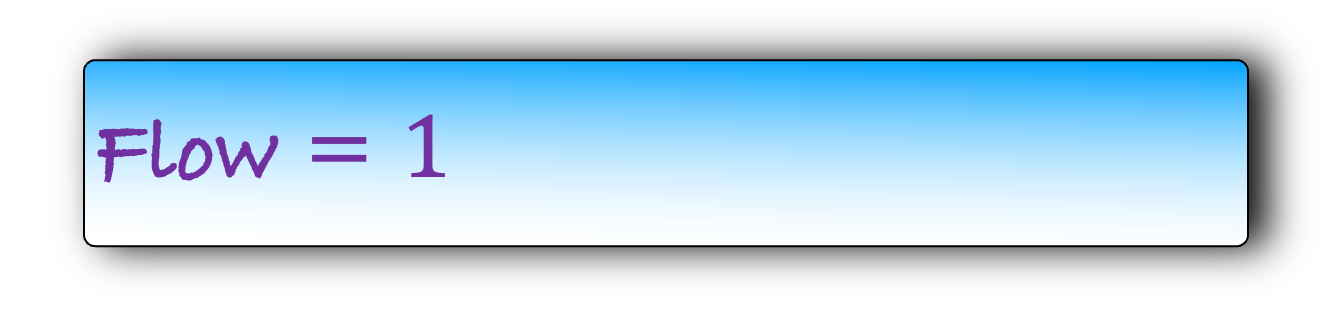 Flow = 1